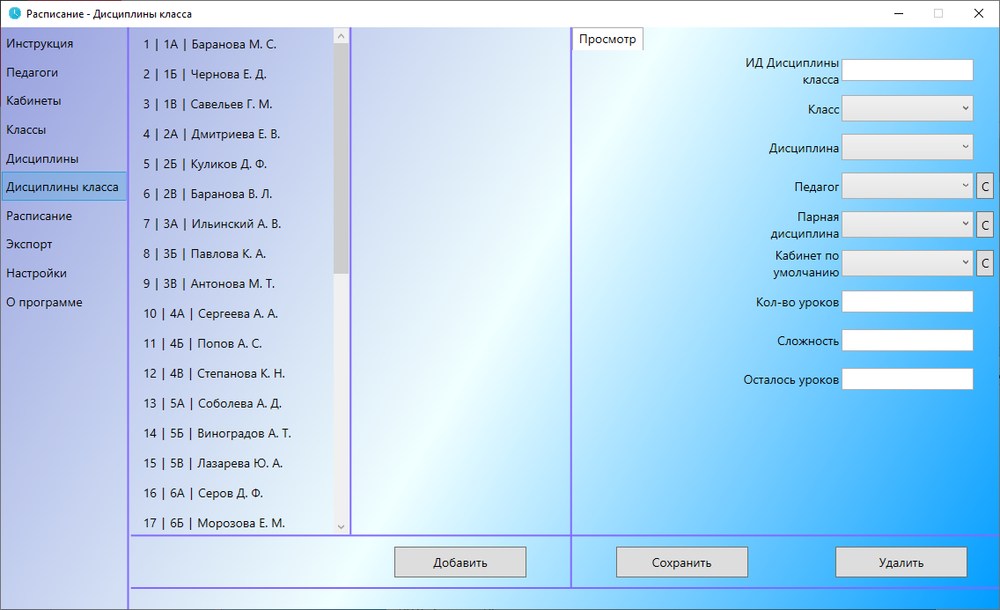 Расписание - Дисциплины класса
Инструкция
Педагоги
Кабинеты
Классы
Дисциплины
Дисциплины класса
Расписание
Экспорт
Настройки
О программе
1 | 1А | Баранова М. С.
2 | 1Б | Чернова Е. Д.
3 | 1В | Савельев Г. М.
4 | 2А | Дмитриева Е. В.
5 | 2Б | Куликов Д. Ф.
6 | 2В | Баранова В. Л.
7 | 3А | Ильинский А. В.
8 | 3Б | Павлова К. А.
9 | 3В | Антонова М. Т.
10 | 4А | Сергеева А. А.
11 | 4Б | Попов А. С.
12 | 4В | Степанова К. Н.
13 | 5А | Соболева А. Д.
14 | 5Б | Виноградов А. Т.
15 | 5В | Лазарева Ю. А.
16 | 6А | Серов Д. Ф.
17 | 6Б | Морозова Е. М.
Просмотр
ИД Дисциплины
класса
Класс
Дисциплина
Педагог
С
Парная
дисциплина
С
Кабинет по
умолчанию
С
Кол-во уроков
Сложность
Осталось уроков
Добавить
Сохранить
Удалить